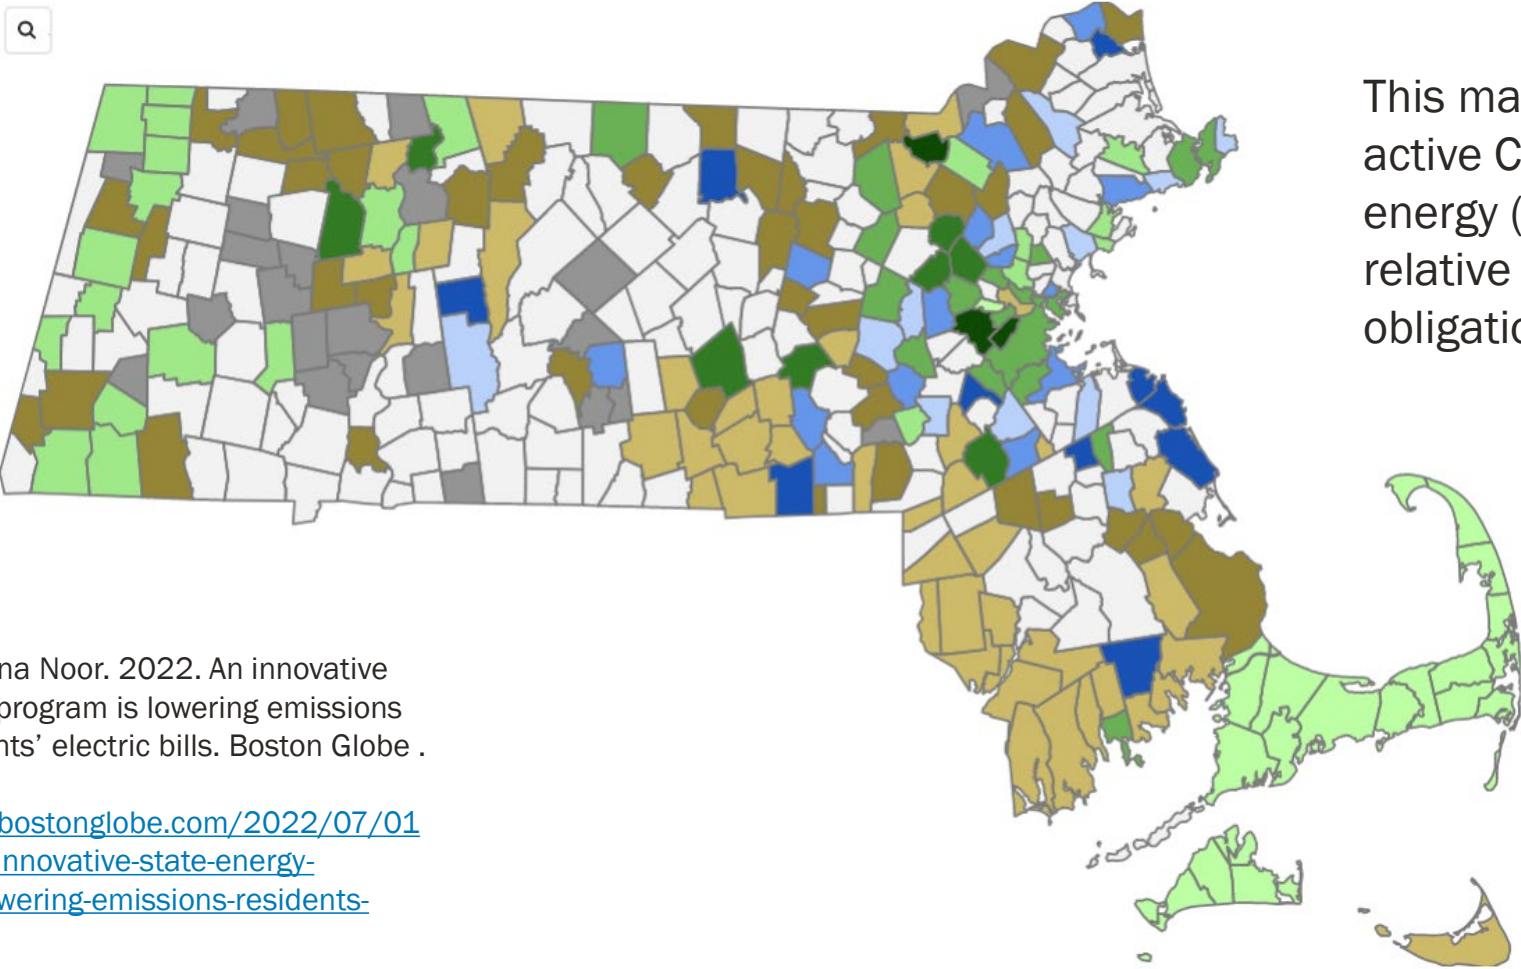 This ma
active C
energy (
relative
obligatio
na Noor. 2022. An innovative
program is lowering emissions
nts’ electric bills. Boston Globe .
bostonglobe.com/2022/07/01
innovative-state-energy-
wering-emissions-residents-